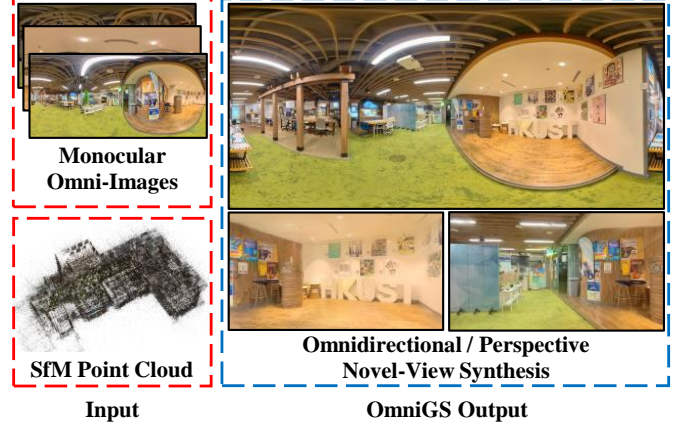 Monocular
Omni-Images
SfM Point Cloud
Input
HKUST
HKUST
Omnidirectional / Perspective
Novel-View Synthesis
OmniGS Output